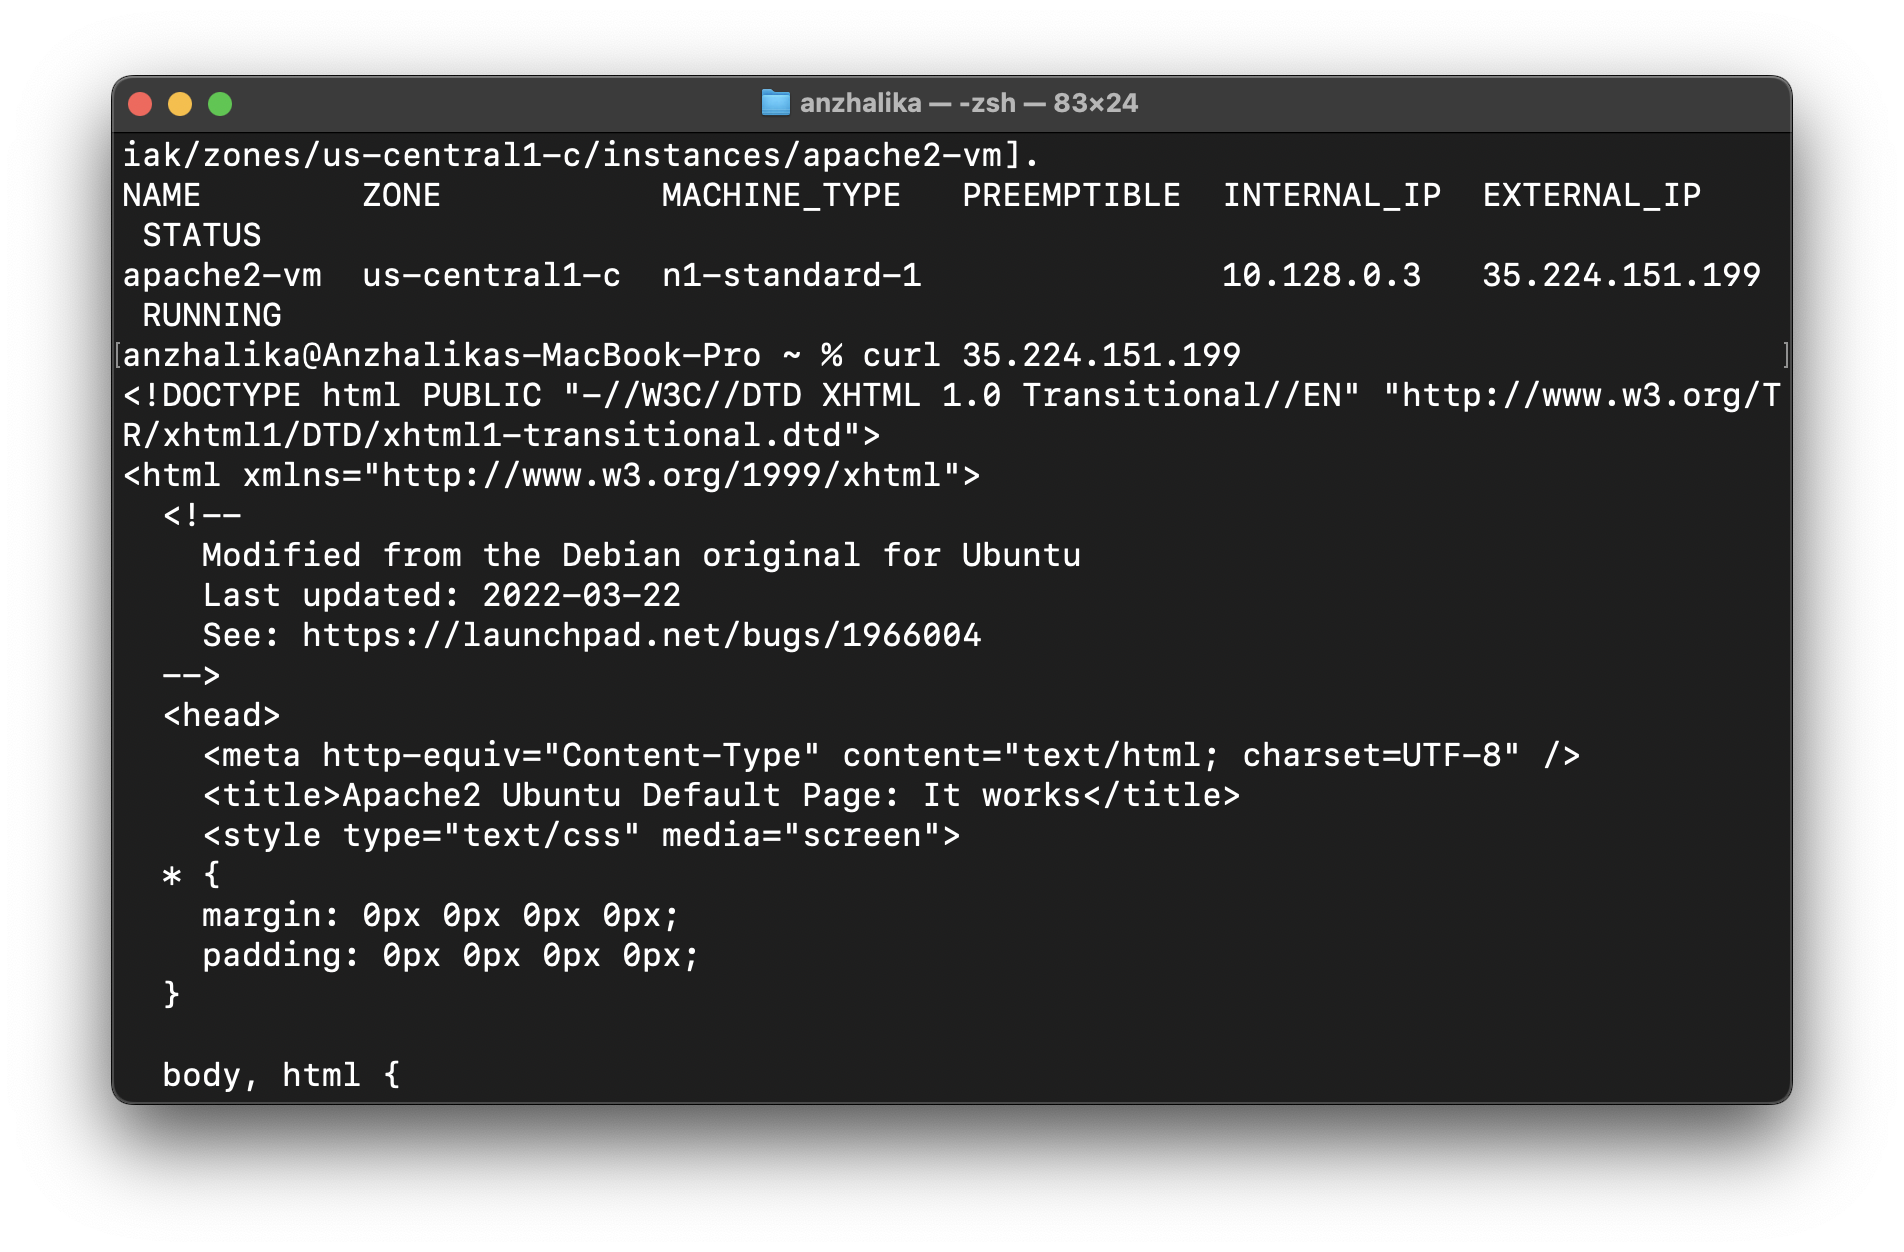 anzhalika — -zsh — 83×24
iak/zones/us-central1-c/instances/apache2-vm].
NAME        ZONE           MACHINE_TYPE   PREEMPTIBLE  INTERNAL_IP  EXTERNAL_IP
 STATUS
apache2-vm  us-central1-c  n1-standard-1               10.128.0.3   35.224.151.199
 RUNNING
[anzhalika@Anzhalikas-MacBook-Pro ~ % curl 35.224.151.199                           ]
<!DOCTYPE html PUBLIC "-//W3C//DTD XHTML 1.0 Transitional//EN" "http://www.w3.org/T
R/xhtml1/DTD/xhtml1-transitional.dtd">
<html xmlns="http://www.w3.org/1999/xhtml">
  <!--
    Modified from the Debian original for Ubuntu
    Last updated: 2022-03-22
    See: https://launchpad.net/bugs/1966004
  -->
  <head>
    <meta http-equiv="Content-Type" content="text/html; charset=UTF-8" />
    <title>Apache2 Ubuntu Default Page: It works</title>
    <style type="text/css" media="screen">
  * {
    margin: 0px 0px 0px 0px;
    padding: 0px 0px 0px 0px;
  }

  body, html {